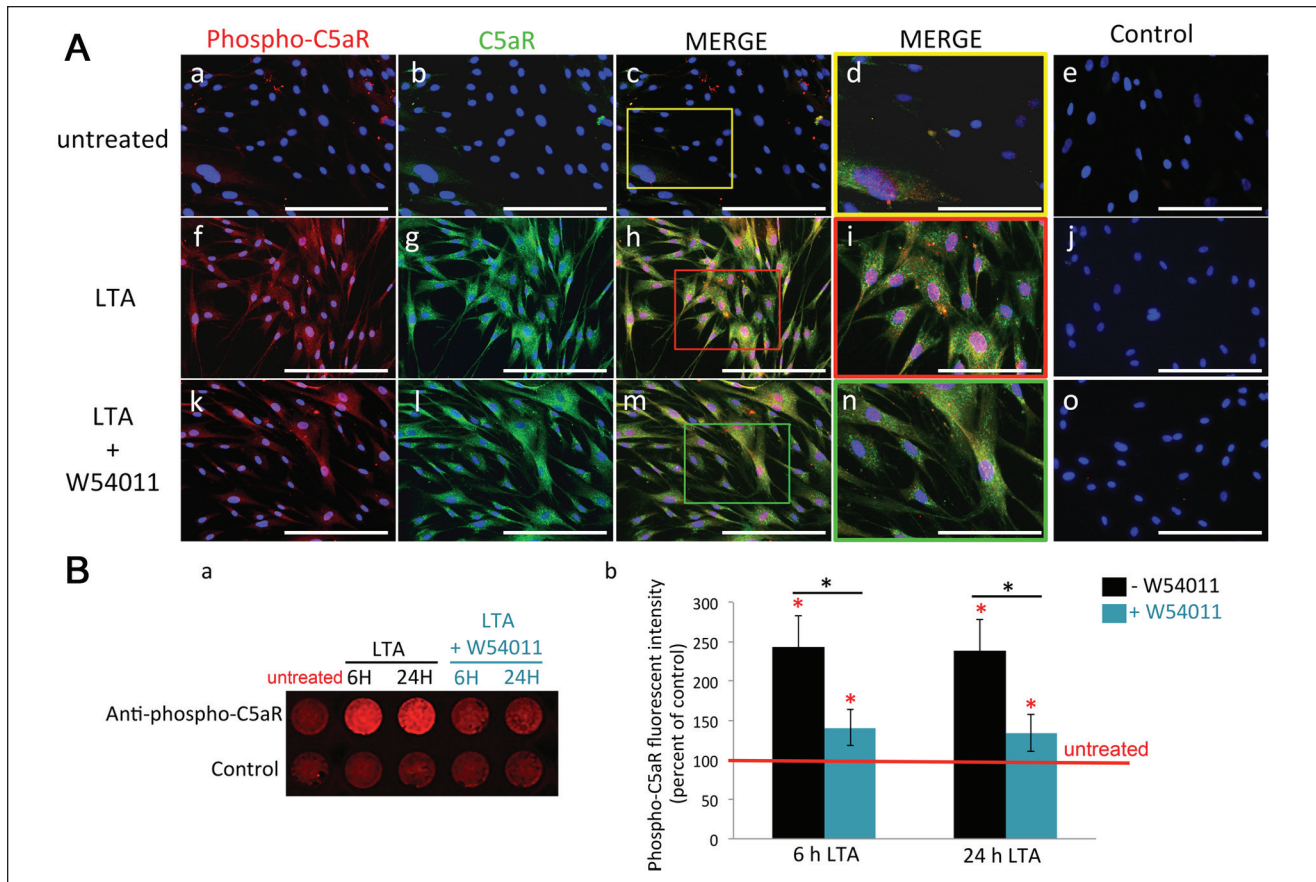 A
Phospho-C5aR C5aR MERGE MERGE Control
untreated a b c d e
LTA f g h i j
LTA
+
W54011 k l m n o
B
a
LTA
LTA + W54011
untreated 6H 24H 6H 24H
Anti-phospho-C5aR
Control
b
- W54011
+ W54011
Phospho-C5aR fluorescent intensity
(percent of control)
300
250
200
150
100
50
0
* *
* * * *
untreated
6 h LTA 24 h LTA